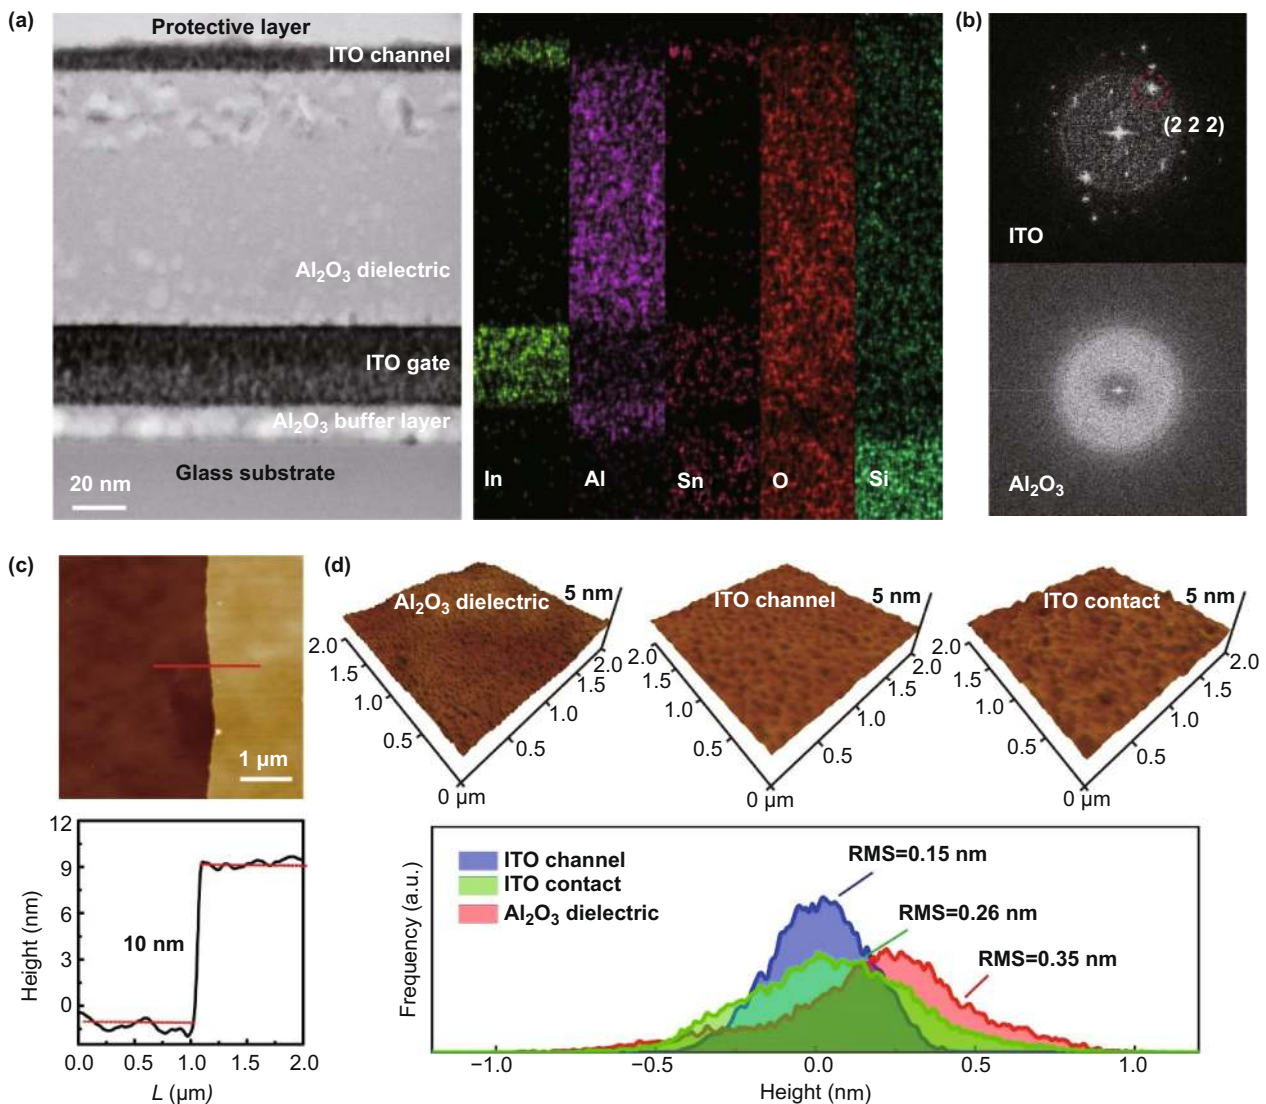 (a)
Protective layer
ITO channel
Al₂O₃ dielectric
ITO gate
Al₂O₃ buffer layer
Glass substrate
20 nm
In Al Sn O Si
(b)
(2 2 2)
ITO
Al₂O₃
(c)
1 μm
12
9
6
3
0
Height (nm)
10 nm
0 0.5 1.0 1.5 2.0
L (μm)
(d)
Al₂O₃ dielectric
5 nm
2.0
1.5
1.0
0.5
0 μm
0.5
1.0
1.5
2.0
ITO channel
5 nm
2.0
1.5
1.0
0.5
0 μm
0.5
1.0
1.5
2.0
ITO contact
5 nm
2.0
1.5
1.0
0.5
0 μm
0.5
1.0
1.5
2.0
Frequency (a.u.)
ITO channel
ITO contact
Al₂O₃ dielectric
RMS=0.15 nm
RMS=0.26 nm
RMS=0.35 nm
−1.0 −0.5 0.0 0.5 1.0
Height (nm)